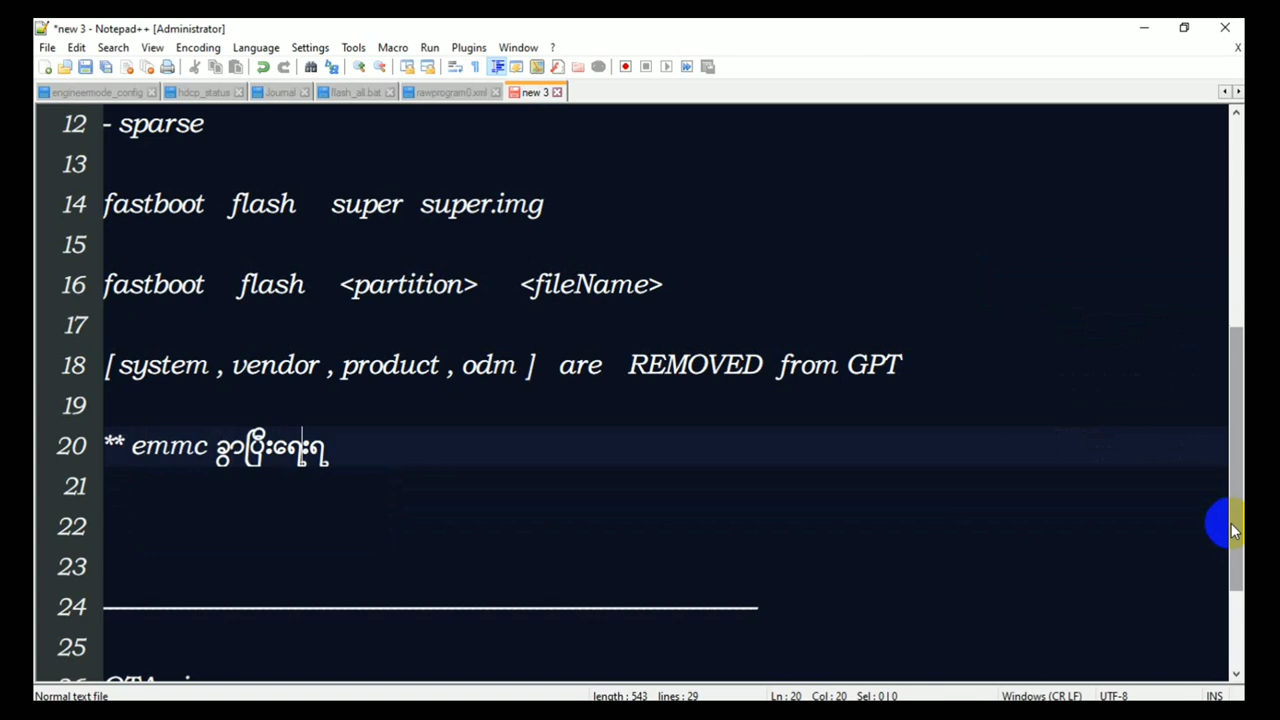 *new 3 - Notepad++ [Administrator]
File Edit Search View Encoding Language Settings Tools Macro Run Plugins Window ? X
engineemode_config hdcp_status Journal flash_all.bat rawprogram0.xml new 3
12 - sparse
13
14 fastboot flash super super.img
15
16 fastboot flash <partition> <fileName>
17
18 [ system , vendor , product , odm ] are REMOVED from GPT
19
20 ** emmc ခွာပြီးရေးရ
21
22
23
24
25
Normal text file length : 543 lines : 29 Ln : 20 Col : 20 Sel : 0 | 0 Windows (CR LF) UTF-8 INS